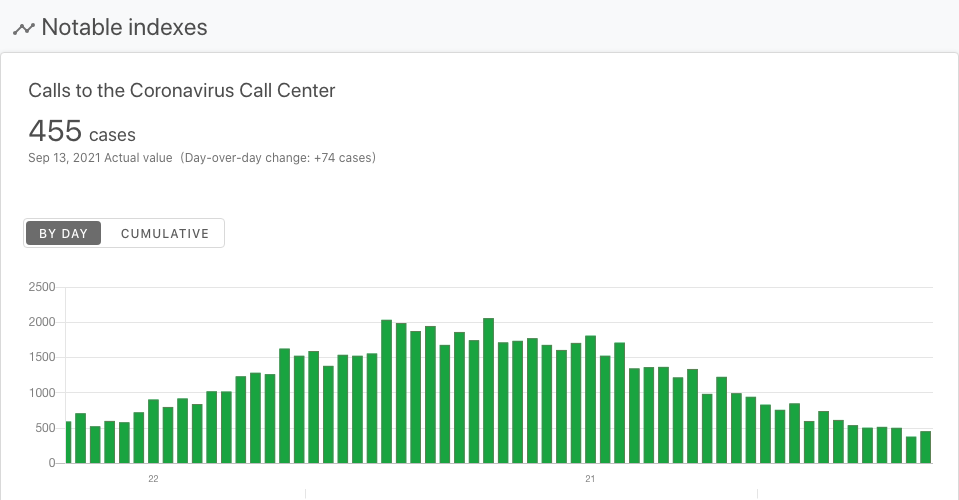 Notable indexes
Calls to the Coronavirus Call Center
455 cases
Sep 13, 2021 Actual value (Day-over-day change: +74 cases)
BY DAY CUMULATIVE
2500
2000
1500
1000
500
0
22 21